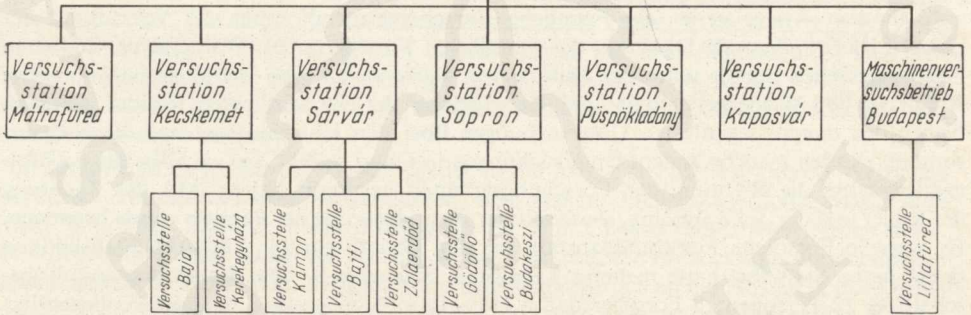 Versuchs-
station
Mátrafüred
Versuchs-
station
Kecskemét
Versuchs-
station
Sárvár
Versuchs-
station
Sopron
Versuchs-
station
Püspökladány
Versuchs-
station
Kaposvár
Maschinenver-
suchsbetrieb
Budapest
Versuchsstelle
Baja
Versuchsstelle
Kerekegyháza
Versuchsstelle
Kámon
Versuchsstelle
Bajti
Versuchsstelle
Zalaerdőd
Versuchsstelle
Gödöllő
Versuchsstelle
Budakeszi
Versuchsstelle
Lillafüred